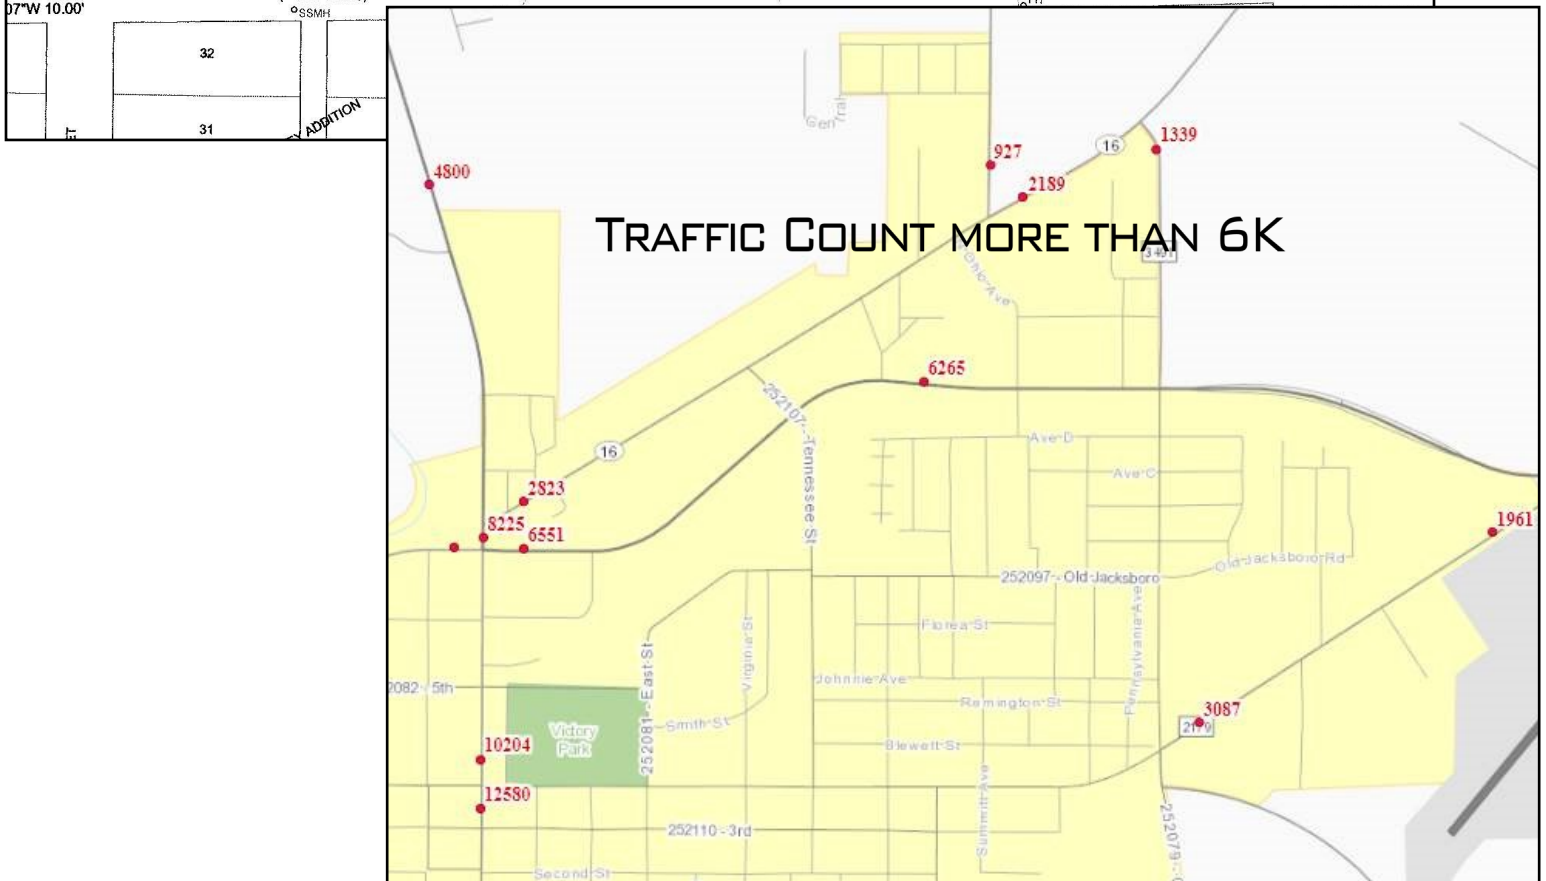 07"W 10.00'
SSMH
32
31
ADDITION
Central
4800
927
16
1339
2189
TRAFFIC COUNT MORE THAN 6K
Ohio Ave
6265
252107 - Tennessee St
Ave D
16
Ave C
2823
8225
6551
1961
Old Jacksboro Rd
252097 - Old Jacksboro
Florea St
Pennsylvania Ave
Virginia St
252081 - East St
2082 - 5th
Johnnie Ave
Remington St
3087
Smith St
Victory
Park
Blewett St
10204
12580
Summitt Ave
252110 - 3rd
252079 -
Second St